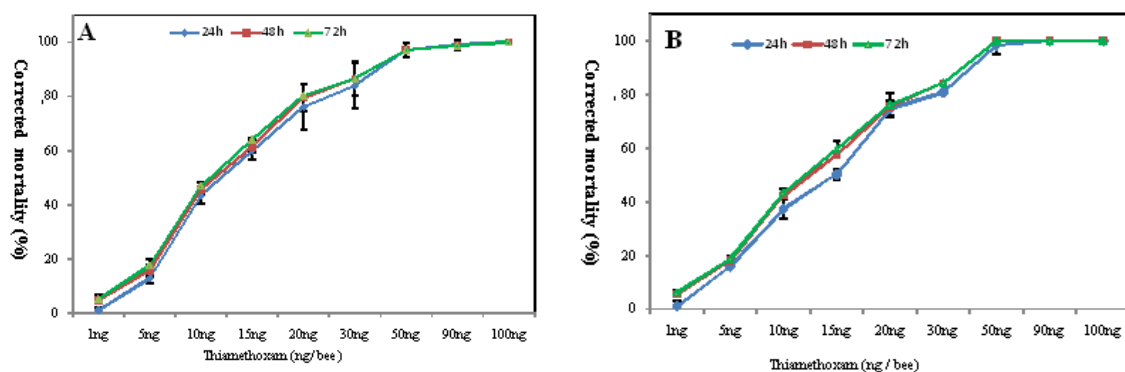 A
24h 48h 72h
Corrected mortality (%)
100
80
60
40
20
0
1ng 5ng 10ng 15ng 20ng 30ng 50ng 90ng 100ng
Thiamethoxam (ng/bee)
B
24h 48h 72h
Corrected mortality (%)
100
80
60
40
20
0
1ng 5ng 10ng 15ng 20ng 30ng 50ng 90ng 100ng
Thiamethoxam (ng / bee)